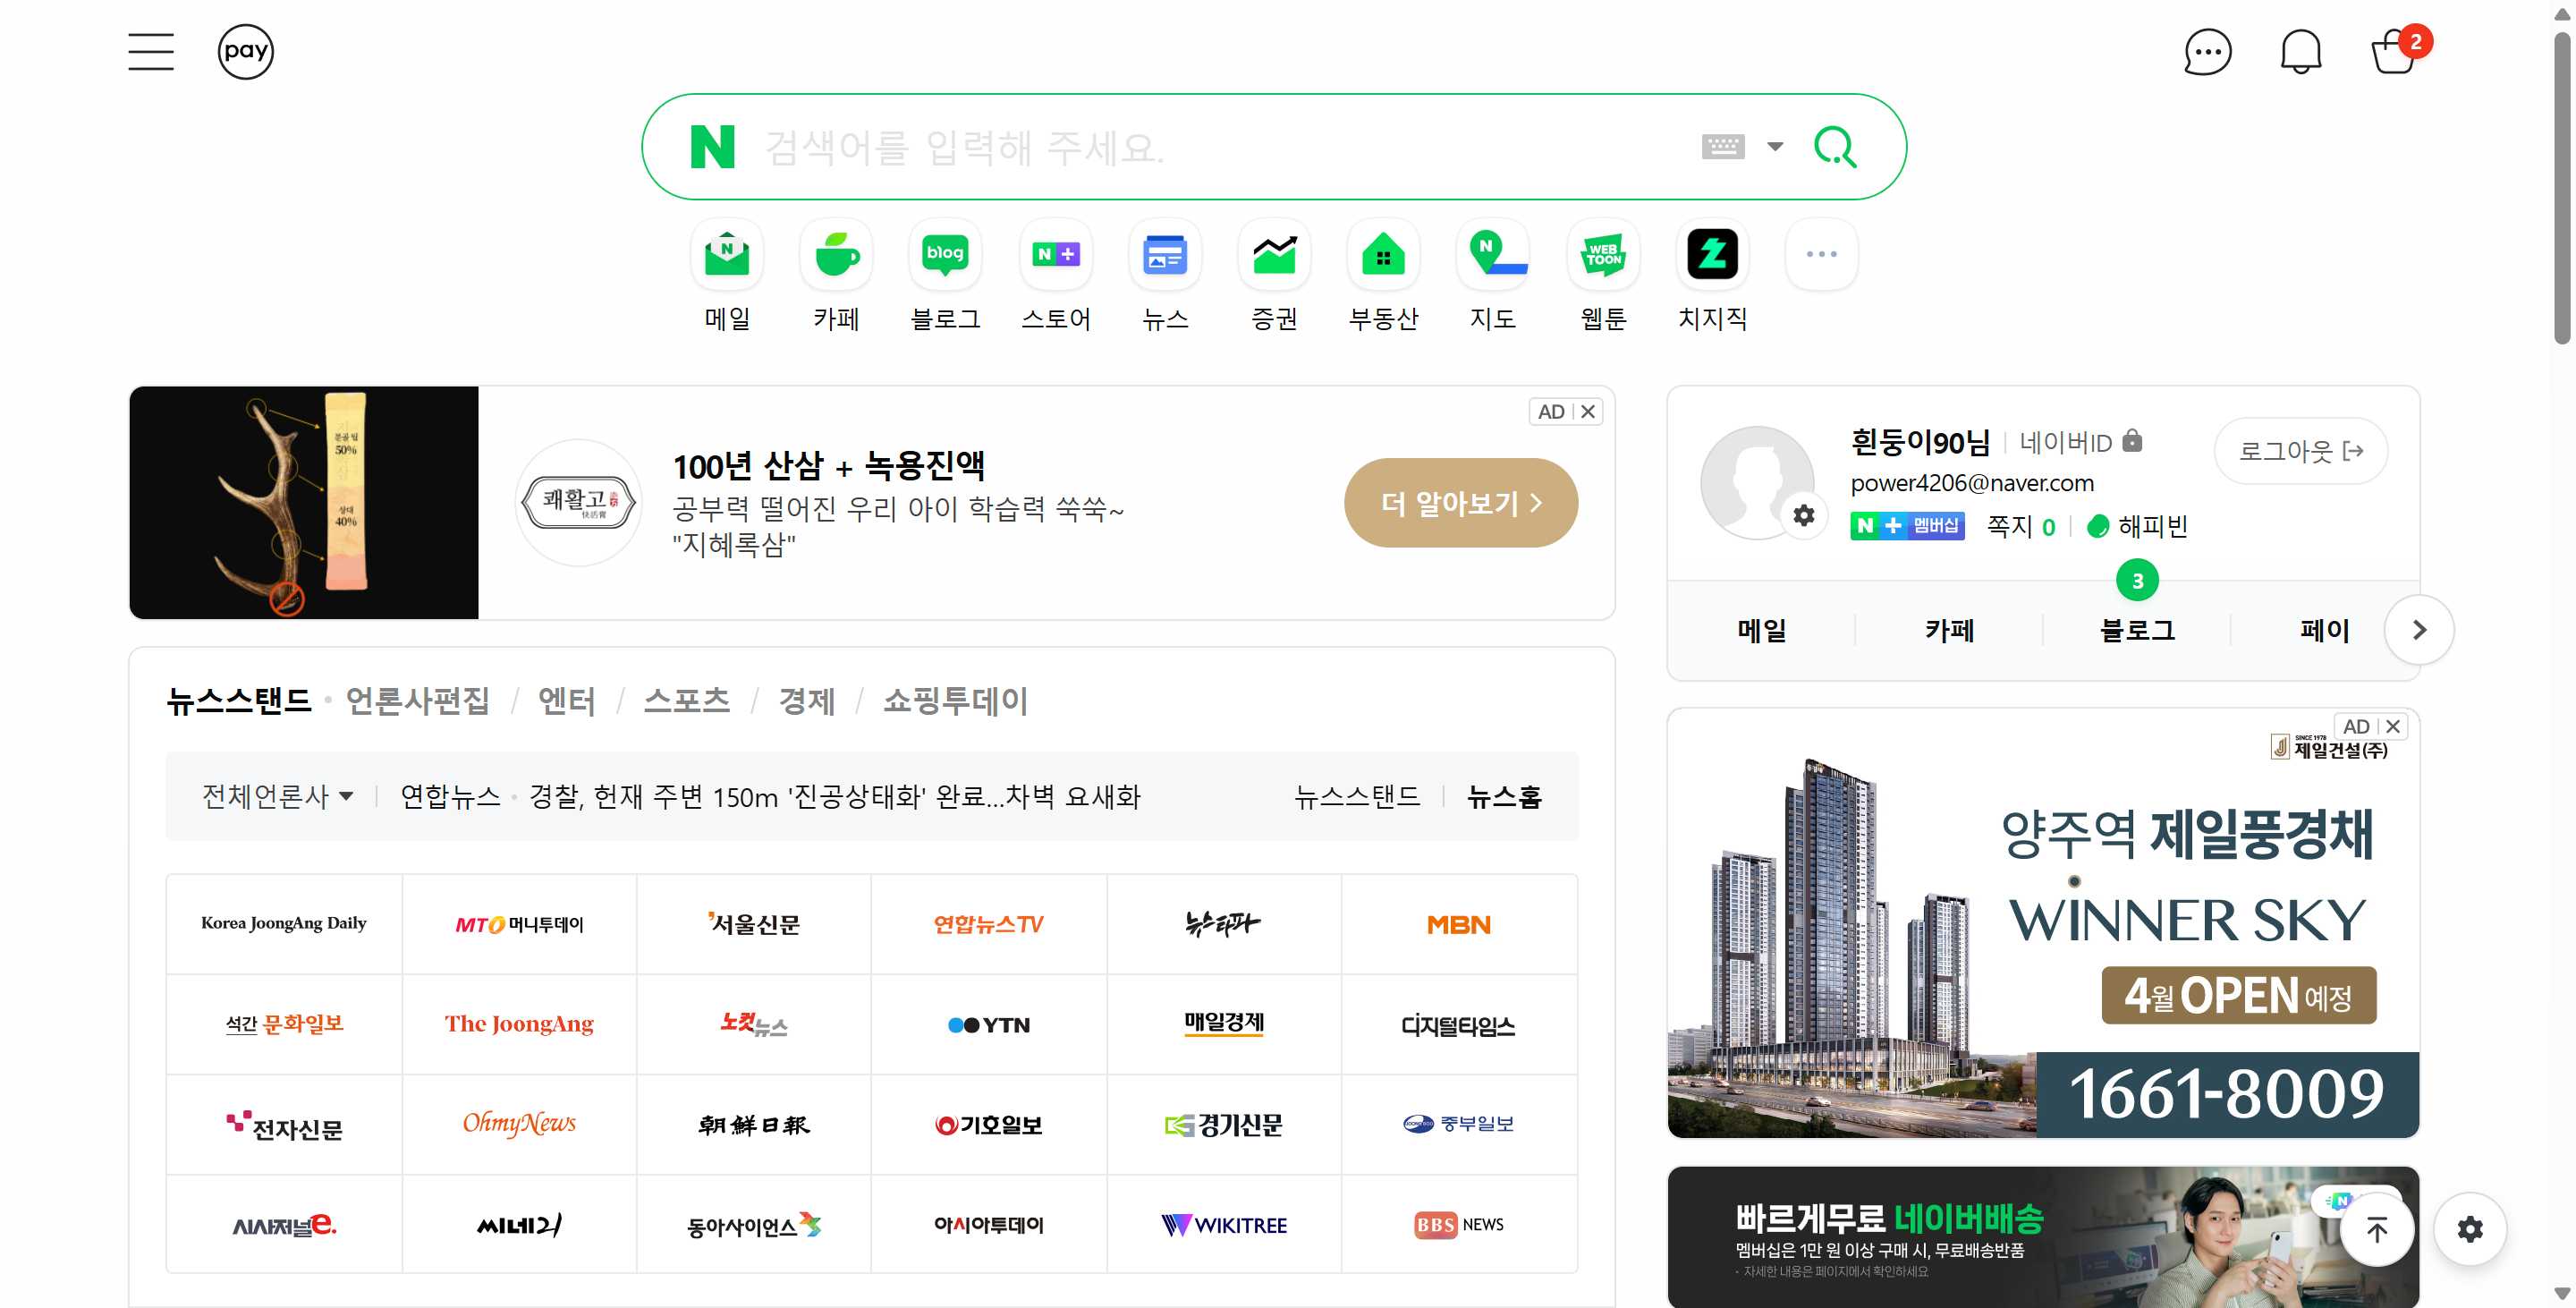 pay
2
N 검색어를 입력해 주세요.
N
blog
N +
N
WEB TOON
메일 카페 블로그 스토어 뉴스 증권 부동산 지도 웹툰 치지직
분골 팁
50%
상대
40%
쾌활고
快活膏
100년 산삼 + 녹용진액
공부력 떨어진 우리 아이 학습력 쑥쑥~
"지혜록삼"
AD
더 알아보기
흰둥이90님 네이버ID
power4206@naver.com
N + 멤버십 쪽지 0 해피빈
로그아웃
3
메일 카페 블로그 페이
뉴스스탠드 · 언론사편집 / 엔터 / 스포츠 / 경제 / 쇼핑투데이
전체언론사 연합뉴스 · 경찰, 헌재 주변 150m '진공상태화' 완료…차벽 요새화 뉴스스탠드 뉴스홈
Korea JoongAng Daily MTO 머니투데이 서울신문 연합뉴스TV 뉴스타파 MBN
석간 문화일보 The JoongAng 노컷뉴스 YTN 매일경제 디지털타임스
전자신문 OhmyNews 朝鮮日報 기호일보 경기신문 중부일보
시사저널e. 씨네21 동아사이언스 아시아투데이 WIKITREE BBS NEWS
AD
SINCE 1978
제일건설(주)
양주역 제일풍경채
WINNER SKY
4월 OPEN 예정
1661-8009
빠르게무료 네이버배송
멤버십은 1만 원 이상 구매 시, 무료배송반품
· 자세한 내용은 페이지에서 확인하세요
N